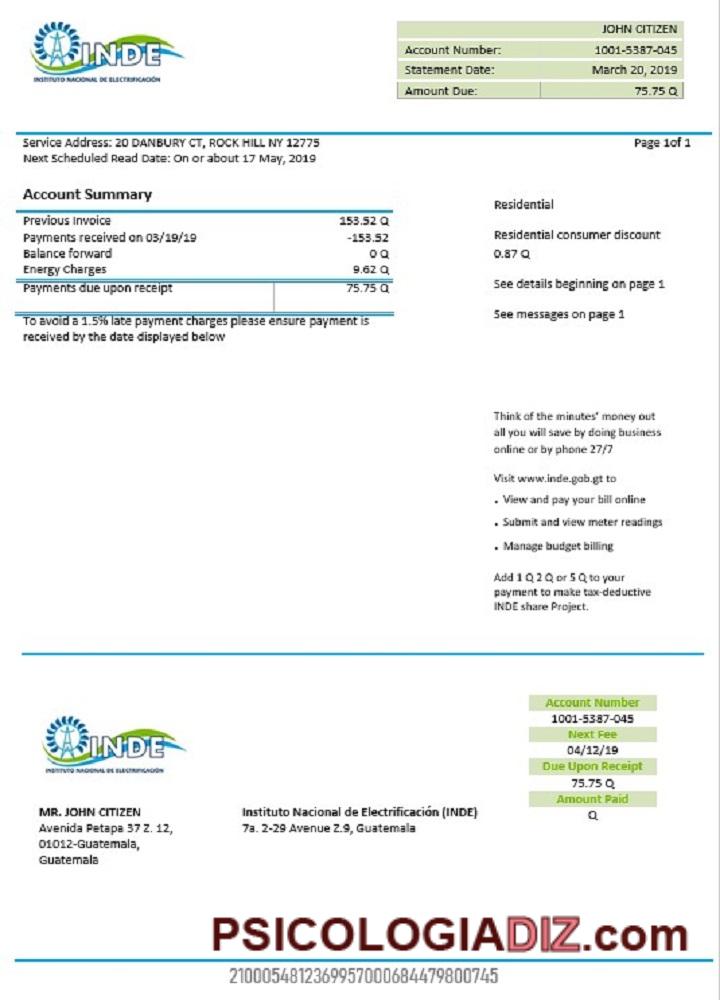 INDE
INSTITUTO NACIONAL DE ELECTRIFICACIÓN
JOHN CITIZEN
Account Number: 1001-5387-045
Statement Date: March 20, 2019
Amount Due: 75.75 Q
Service Address: 20 DANBURY CT, ROCK HILL NY 12775
Page 1of 1
Next Scheduled Read Date: On or about 17 May, 2019
Account Summary
Previous Invoice 153.52 Q
Payments received on 03/19/19 -153.52
Balance forward 0 Q
Energy Charges 9.62 Q
Payments due upon receipt 75.75 Q
To avoid a 1.5% late payment charges please ensure payment is
received by the date displayed below
Residential
Residential consumer discount
0.87 Q
See details beginning on page 1
See messages on page 1
Think of the minutes' money out
all you will save by doing business
online or by phone 27/7
Visit www.inde.gob.gt to
• View and pay your bill online
• Submit and view meter readings
• Manage budget billing
Add 1 Q 2 Q or 5 Q to your
payment to make tax-deductive
INDE share Project.
INDE
INSTITUTO NACIONAL DE ELECTRIFICACIÓN
Account Number
1001-5387-045
Next Fee
04/12/19
Due Upon Receipt
75.75 Q
Amount Paid
Q
MR. JOHN CITIZEN
Avenida Petapa 37 Z. 12,
01012-Guatemala,
Guatemala
Instituto Nacional de Electrificación (INDE)
7a. 2-29 Avenue Z.9, Guatemala
PSICOLOGIADIZ.com
210005481236995700068447980​0745